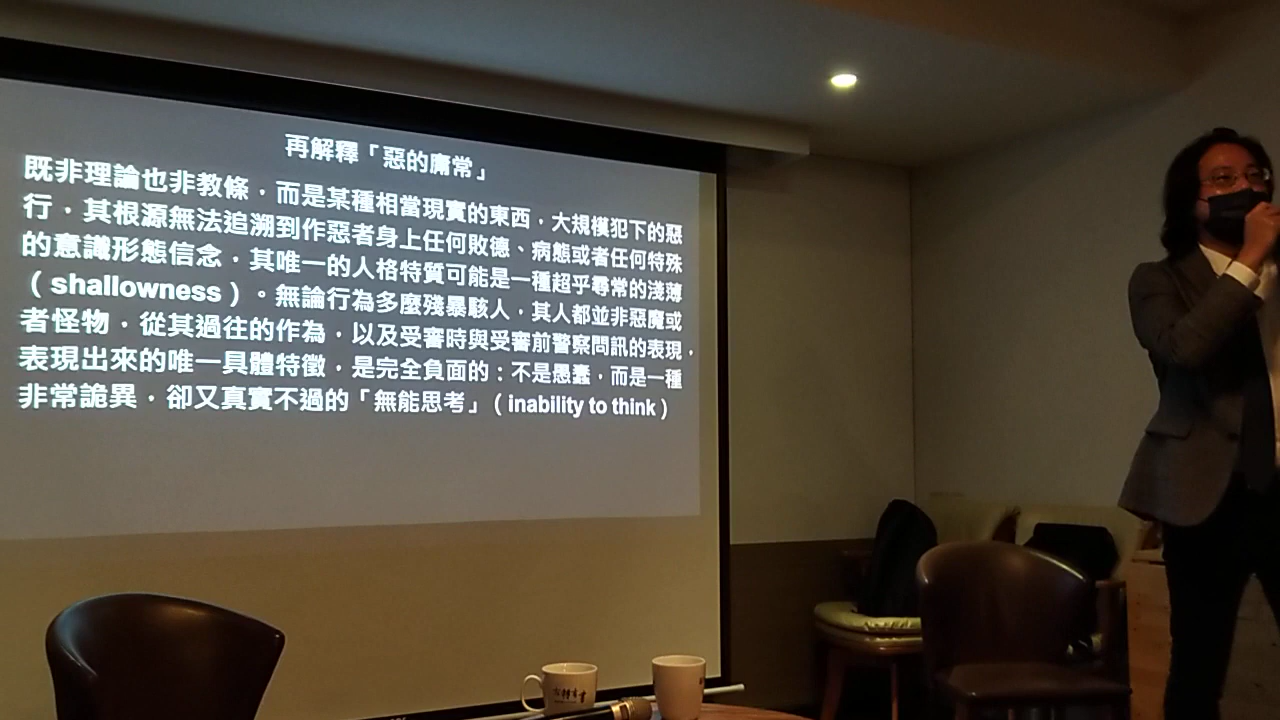 再解釋「惡的庸常」
既非理論也非教條，而是某種相當現實的東西，大規模犯下的惡
行，其根源無法追溯到作惡者身上任何敗德、病態或者任何特殊
的意識形態信念，其唯一的人格特質可能是一種超乎尋常的淺薄
（shallowness）。無論行為多麼殘暴駭人，其人都並非惡魔或
者怪物，從其過往的作為，以及受審時與受審前警察問訊的表現，
表現出來的唯一具體特徵，是完全負面的：不是愚蠢，而是一種
非常詭異，卻又真實不過的「無能思考」（inability to think）